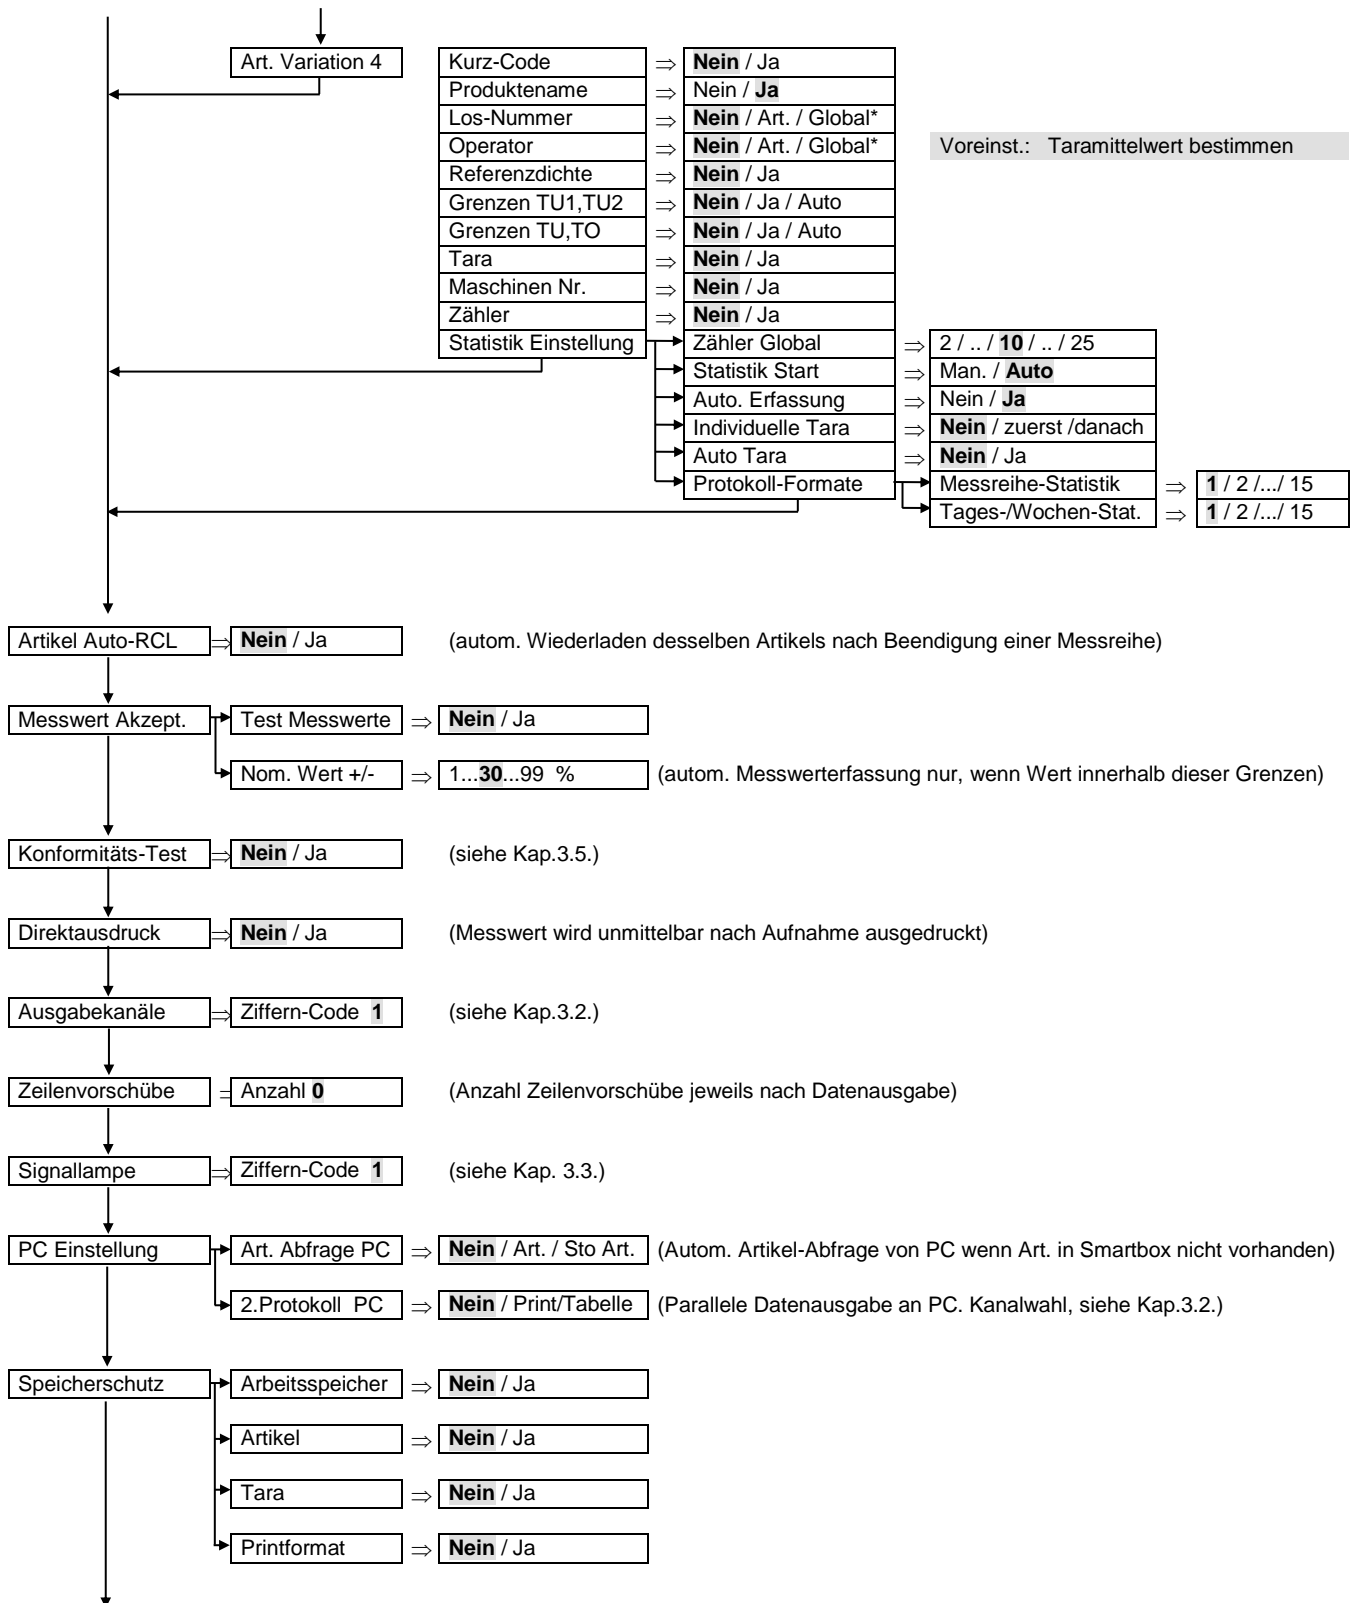 Art. Variation 4
Kurz-Code ⇒ Nein / Ja
Produktename ⇒ Nein / Ja
Los-Nummer ⇒ Nein / Art. / Global*
Operator ⇒ Nein / Art. / Global*
Voreinst.: Taramittelwert bestimmen
Referenzdichte ⇒ Nein / Ja
Grenzen TU1,TU2 ⇒ Nein / Ja / Auto
Grenzen TU,TO ⇒ Nein / Ja / Auto
Tara ⇒ Nein / Ja
Maschinen Nr. ⇒ Nein / Ja
Zähler ⇒ Nein / Ja
Statistik Einstellung Zähler Global ⇒ 2 / .. / 10 / .. / 25
Statistik Start ⇒ Man. / Auto
Auto. Erfassung ⇒ Nein / Ja
Individuelle Tara ⇒ Nein / zuerst /danach
Auto Tara ⇒ Nein / Ja
Protokoll-Formate Messreihe-Statistik ⇒ 1 / 2 /.../ 15
Tages-/Wochen-Stat. ⇒ 1 / 2 /.../ 15
Artikel Auto-RCL ⇒ Nein / Ja (autom. Wiederladen desselben Artikels nach Beendigung einer Messreihe)
Messwert Akzept. Test Messwerte ⇒ Nein / Ja
Nom. Wert +/- ⇒ 1...30...99 % (autom. Messwerterfassung nur, wenn Wert innerhalb dieser Grenzen)
Konformitäts-Test ⇒ Nein / Ja (siehe Kap.3.5.)
Direktausdruck ⇒ Nein / Ja (Messwert wird unmittelbar nach Aufnahme ausgedruckt)
Ausgabekanäle ⇒ Ziffern-Code 1 (siehe Kap.3.2.)
Zeilenvorschübe ⇒ Anzahl 0 (Anzahl Zeilenvorschübe jeweils nach Datenausgabe)
Signallampe ⇒ Ziffern-Code 1 (siehe Kap. 3.3.)
PC Einstellung Art. Abfrage PC ⇒ Nein / Art. / Sto Art. (Autom. Artikel-Abfrage von PC wenn Art. in Smartbox nicht vorhanden)
2.Protokoll PC ⇒ Nein / Print/Tabelle (Parallele Datenausgabe an PC. Kanalwahl, siehe Kap.3.2.)
Speicherschutz Arbeitsspeicher ⇒ Nein / Ja
Artikel ⇒ Nein / Ja
Tara ⇒ Nein / Ja
Printformat ⇒ Nein / Ja